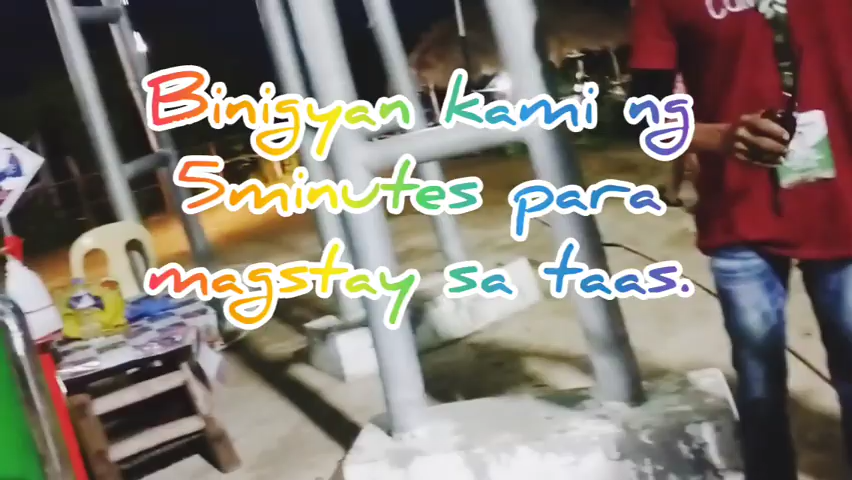 Binigyan kami ng
5minutes para
magstay sa taas.